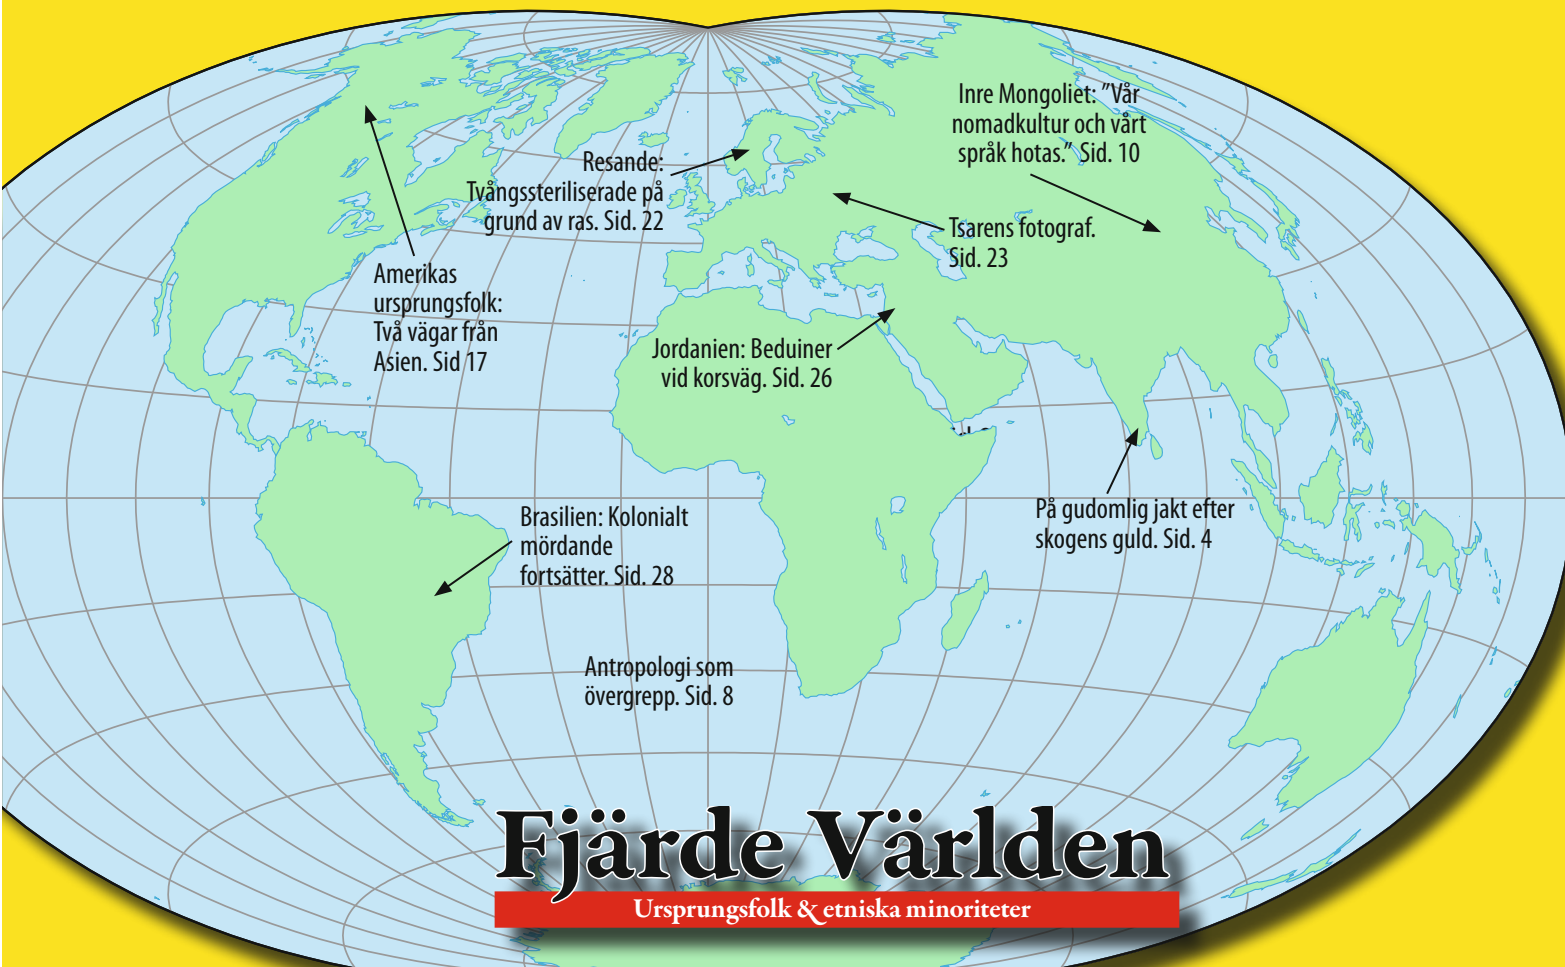 Inre Mongoliet: ”Vår
nomadkultur och vårt
språk hotas.” Sid. 10
Resande:
Tvångssteriliserade på
grund av ras. Sid. 22
Tsarens fotograf.
Sid. 23
Amerikas
ursprungsfolk:
Två vägar från
Asien. Sid 17
Jordanien: Beduiner
vid korsväg. Sid. 26
På gudomlig jakt efter
skogens guld. Sid. 4
Brasilien: Kolonialt
mördande
fortsätter. Sid. 28
Antropologi som
övergrepp. Sid. 8
Fjärde Världen
Ursprungsfolk & etniska minoriteter